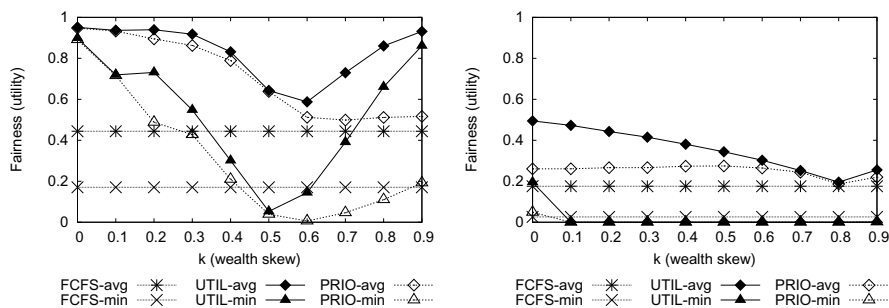 1
0.8
0.6
0.4
0.2
0
Fairness (utility)
0 0.1 0.2 0.3 0.4 0.5 0.6 0.7 0.8 0.9
k (wealth skew)
FCFS-avg UTIL-avg PRIO-avg
FCFS-min UTIL-min PRIO-min
1
0.8
0.6
0.4
0.2
0
Fairness (utility)
0 0.1 0.2 0.3 0.4 0.5 0.6 0.7 0.8 0.9
k (wealth skew)
FCFS-avg UTIL-avg PRIO-avg
FCFS-min UTIL-min PRIO-min